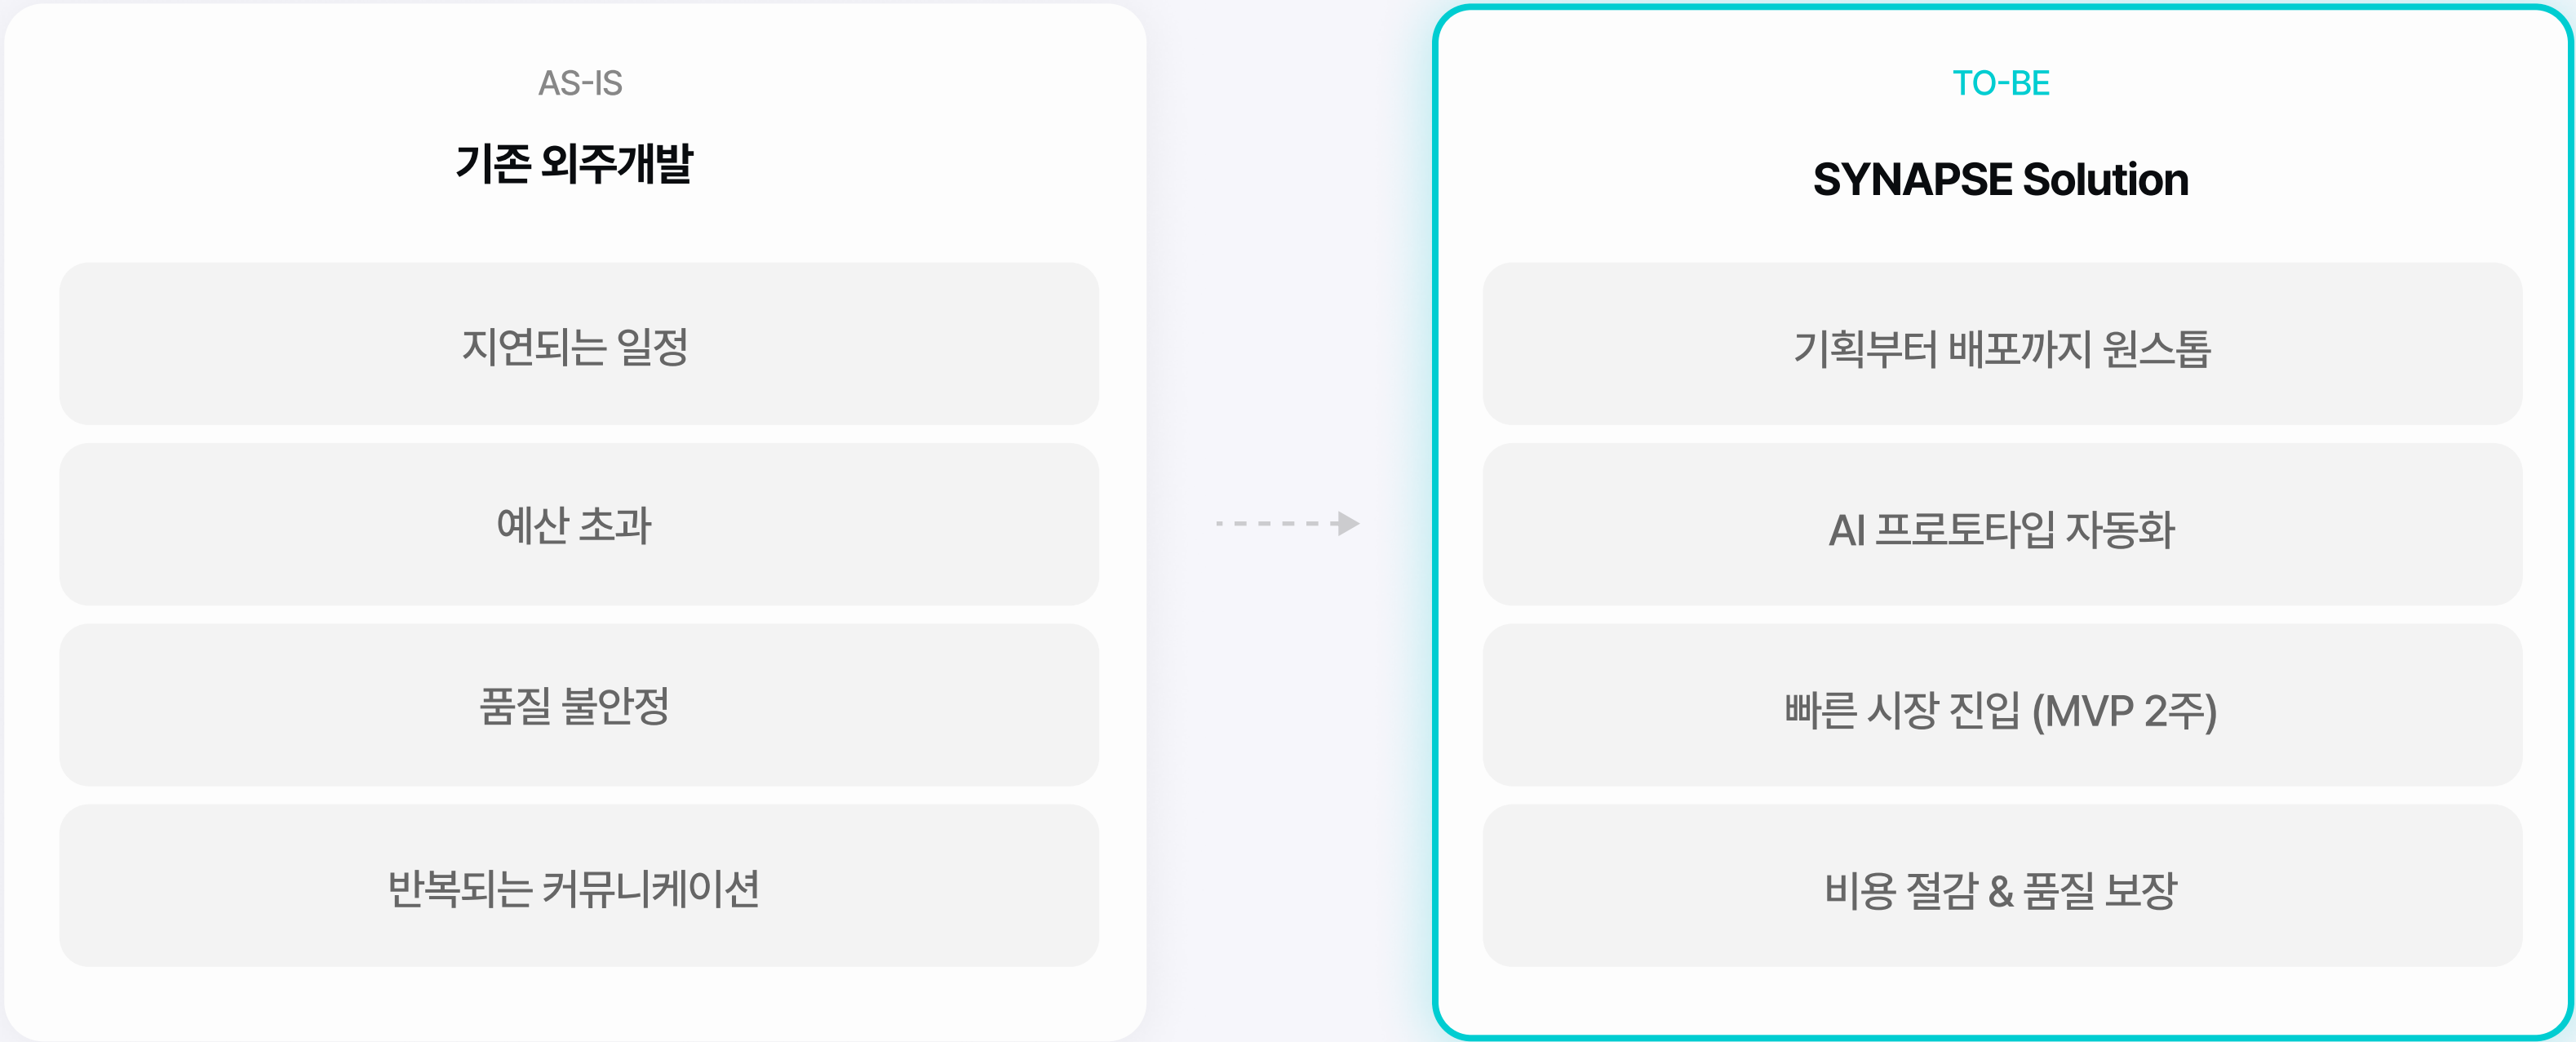 AS-IS
기존 외주개발
지연되는 일정
예산 초과
품질 불안정
반복되는 커뮤니케이션
TO-BE
SYNAPSE Solution
기획부터 배포까지 원스톱
AI 프로토타입 자동화
빠른 시장 진입 (MVP 2주)
비용 절감 & 품질 보장